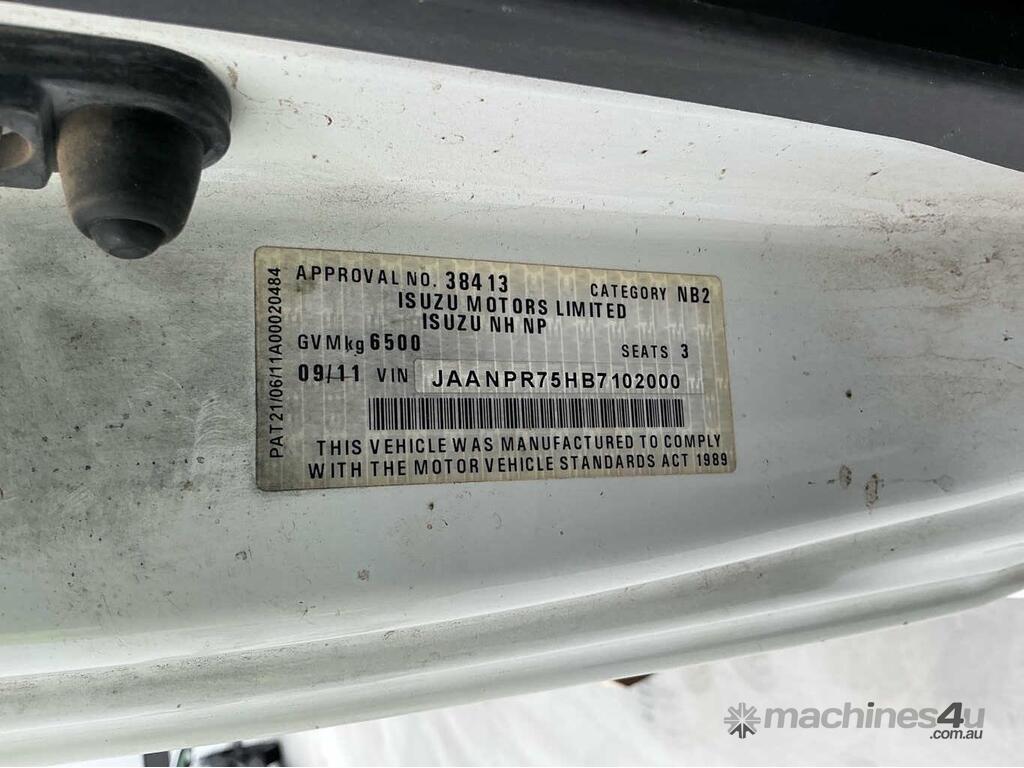 APPROVAL NO. 38413 CATEGORY NB2
ISUZU MOTORS LIMITED
ISUZU NH NP
GVMkg 6500 SEATS 3
09/11 VIN JAANPR75HB7102000
THIS VEHICLE WAS MANUFACTURED TO COMPLY
WITH THE MOTOR VEHICLE STANDARDS ACT 1989
PAT21/06/11A00020484
machines4u
.com.au